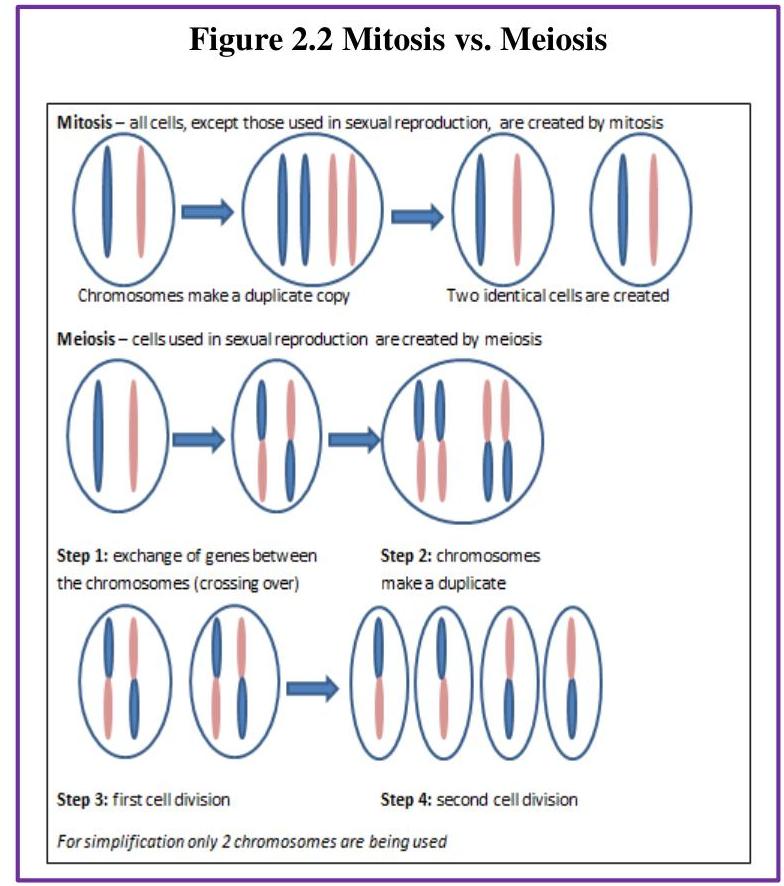 Figure 2.2 Mitosis vs. Meiosis
Mitosis – all cells, except those used in sexual reproduction, are created by mitosis
Chromosomes make a duplicate copy
Two identical cells are created
Meiosis – cells used in sexual reproduction are created by meiosis
Step 1: exchange of genes between
the chromosomes (crossing over)
Step 2: chromosomes
make a duplicate
Step 3: first cell division
Step 4: second cell division
For simplification only 2 chromosomes are being used